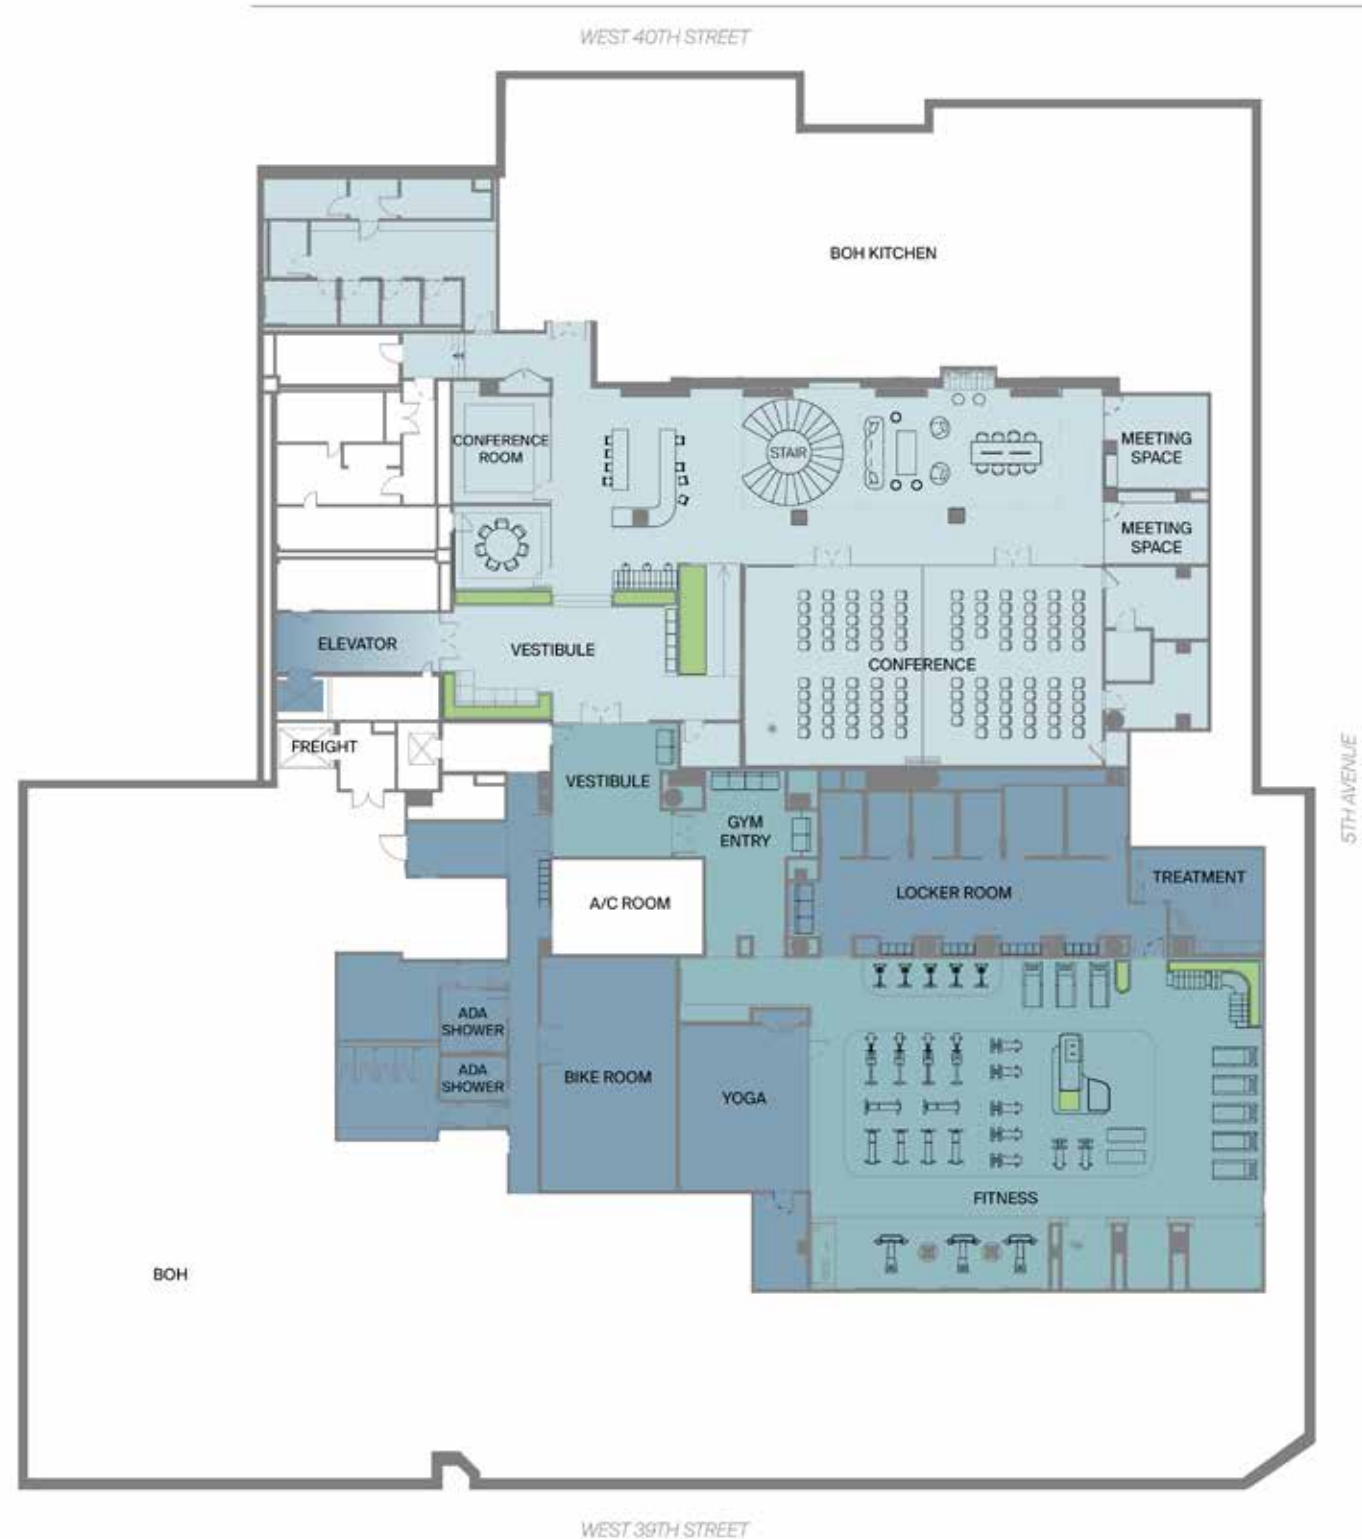 WEST 40TH STREET
BOH KITCHEN
CONFERENCE
ROOM
STAIR
MEETING
SPACE
MEETING
SPACE
ELEVATOR
VESTIBULE
CONFERENCE
FREIGHT
VESTIBULE
GYM
ENTRY
5TH AVENUE
A/C ROOM
LOCKER ROOM
TREATMENT
ADA
SHOWER
ADA
SHOWER
BIKE ROOM
YOGA
FITNESS
BOH
WEST 39TH STREET